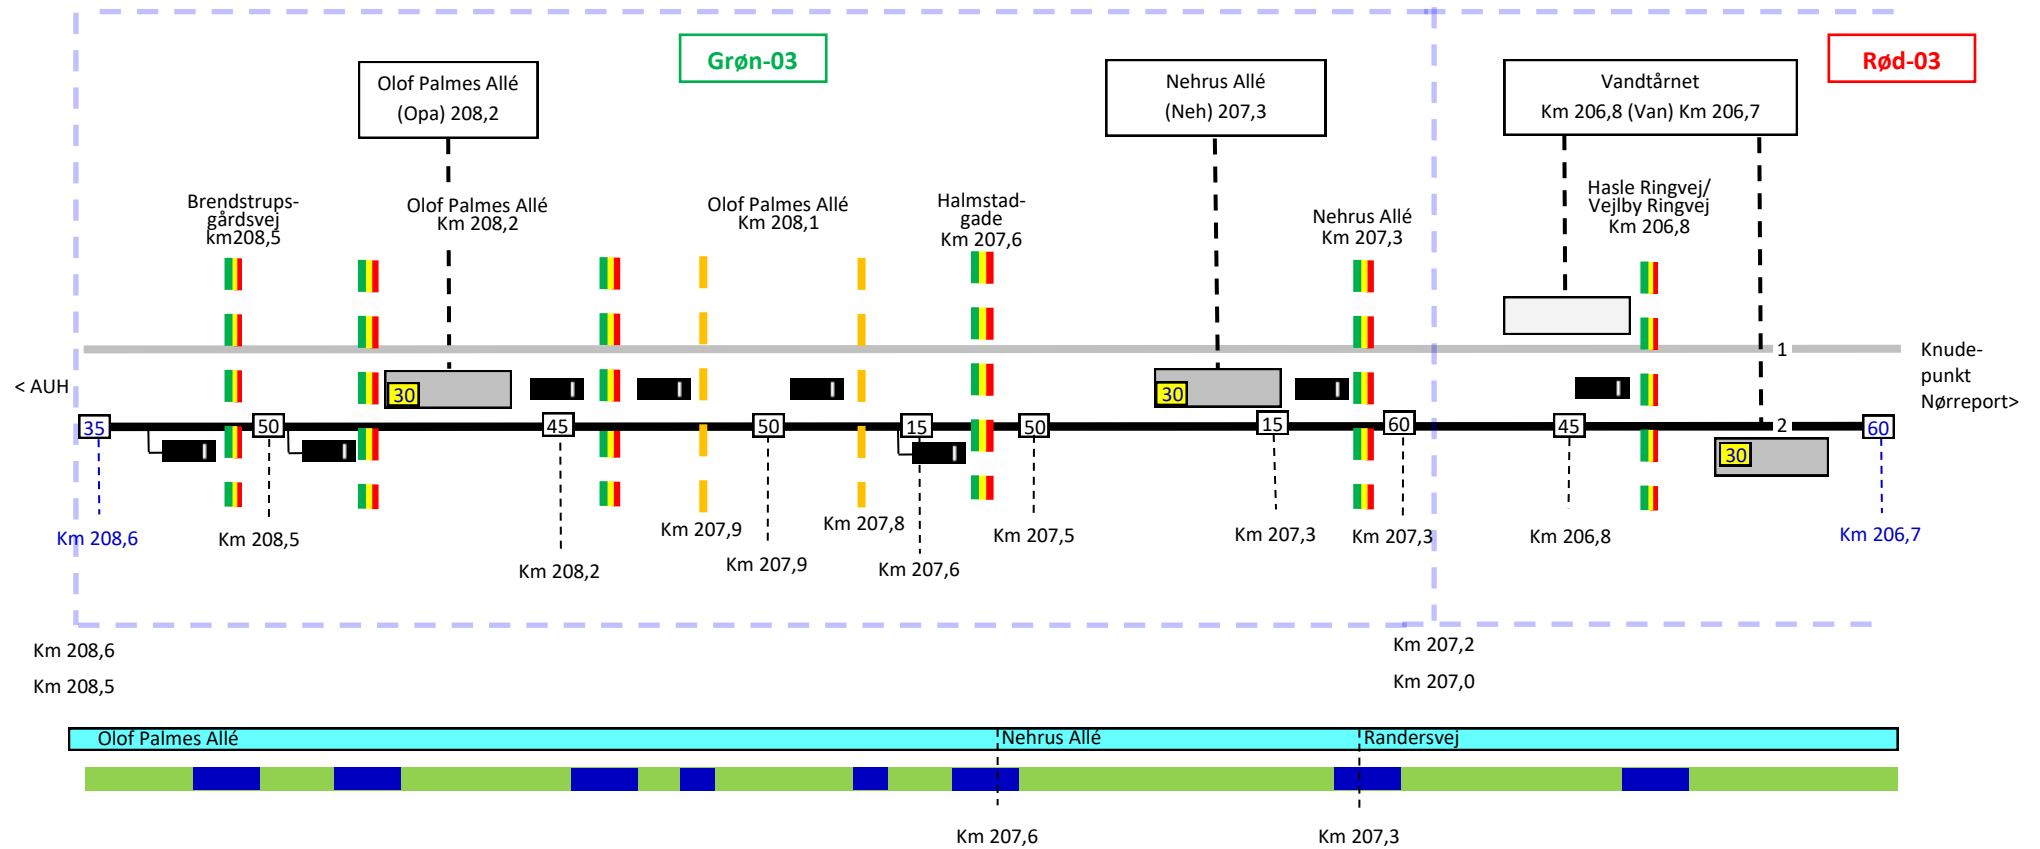 Grøn-03
Rød-03
Olof Palmes Allé
(Opa) 208,2
Nehrus Allé
(Neh) 207,3
Vandtårnet
Km 206,8 (Van) Km 206,7
Brendstrups-
gårdsvej
km208,5
Olof Palmes Allé
Km 208,2
Olof Palmes Allé
Km 208,1
Halmstad-
gade
Km 207,6
Nehrus Allé
Km 207,3
Hasle Ringvej/
Vejlby Ringvej
Km 206,8
1
Knude-
punkt
Nørreport>
< AUH
30
30
35
50
45
50
15
50
15
60
45
2
60
30
Km 208,6
Km 208,5
Km 208,2
Km 207,9
Km 207,9
Km 207,8
Km 207,6
Km 207,5
Km 207,3
Km 207,3
Km 206,8
Km 206,7
Km 208,6
Km 208,5
Km 207,2
Km 207,0
Olof Palmes Allé
Nehrus Allé
Randersvej
Km 207,6
Km 207,3